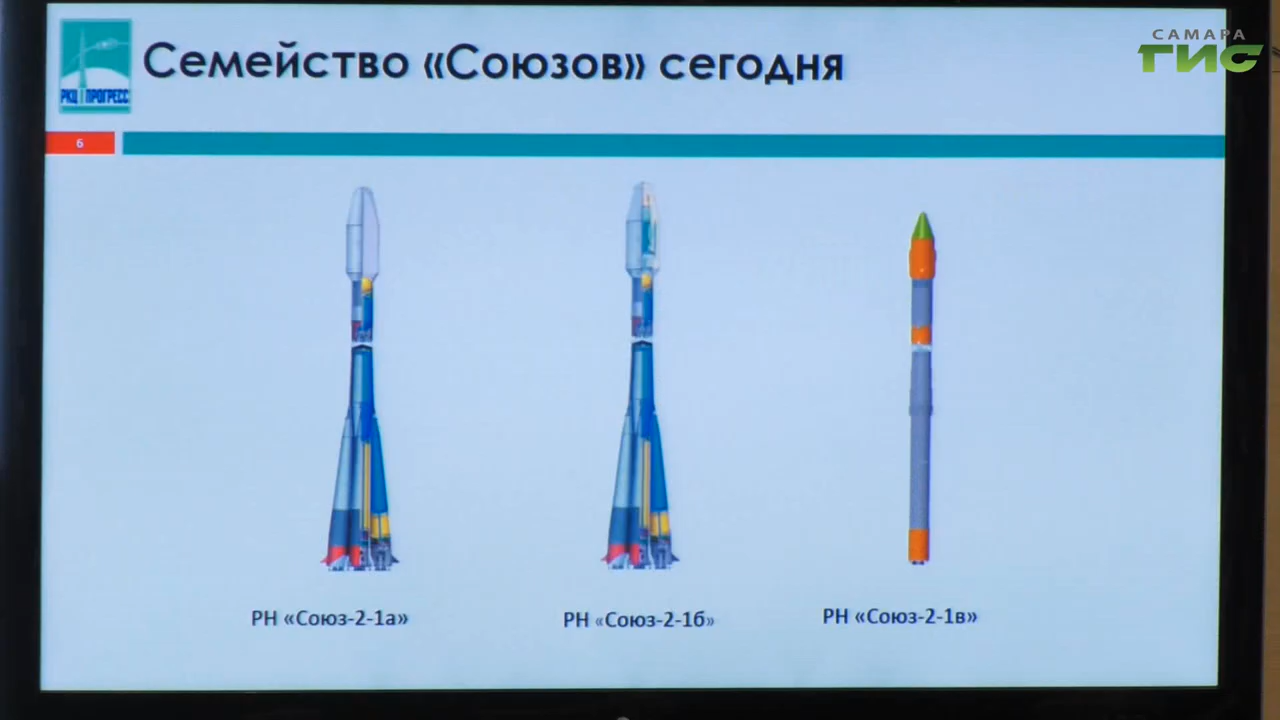 Семейство «Союзов» сегодня
САМАРА
ГИС
РКЦ ПРОГРЕСС
6
РН «Союз-2-1а»
РН «Союз-2-1б»
РН «Союз-2-1в»